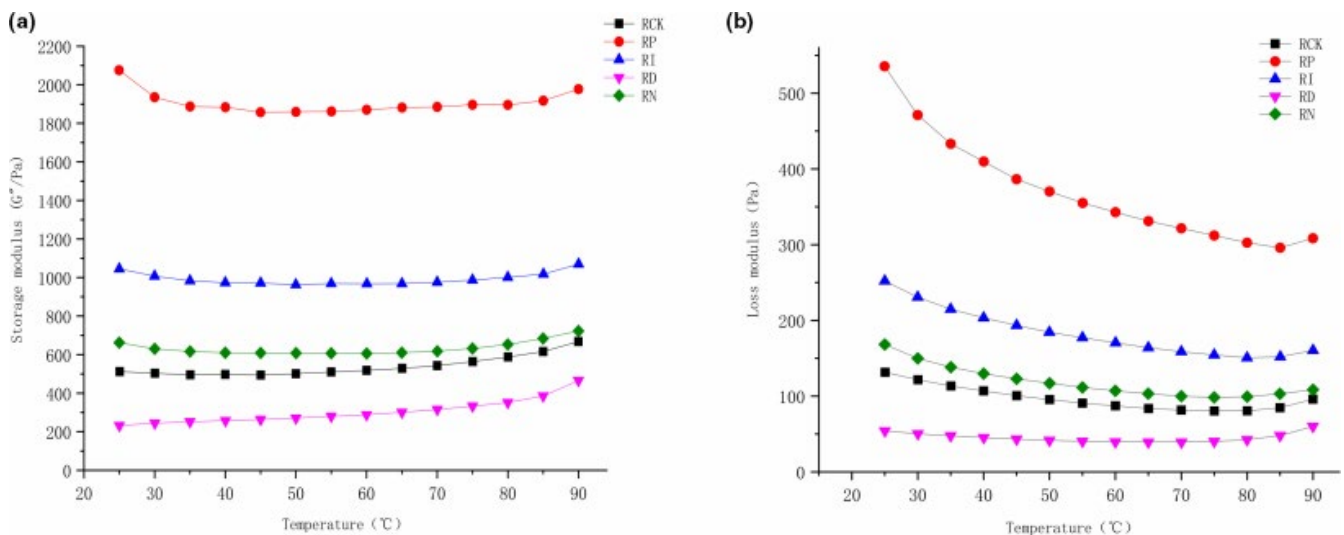 (a)
RCK
RP
RI
RD
RN
2200
2000
1800
1600
1400
1200
1000
800
600
400
200
0
Storage modulus (G″/Pa)
20 30 40 50 60 70 80 90
Temperature (℃)
(b)
RCK
RP
RI
RD
RN
500
400
300
200
100
0
Loss modulus (Pa)
20 30 40 50 60 70 80 90
Temperature (℃)